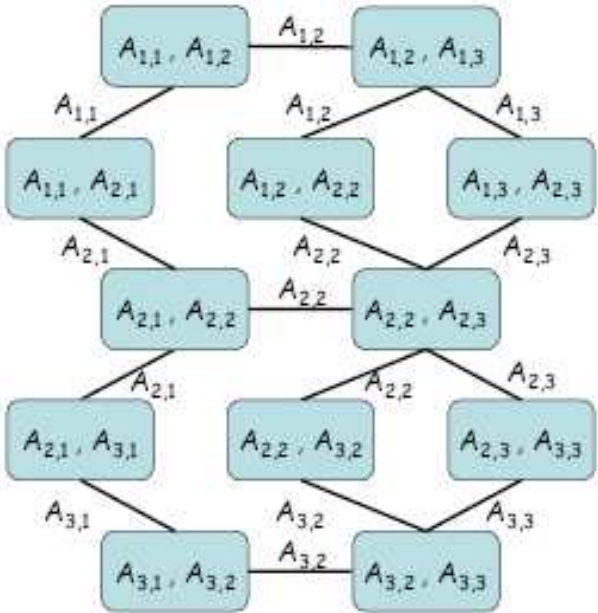 A1,1 , A1,2
A1,2
A1,2 , A1,3
A1,1
A1,2
A1,3
A1,1 , A2,1
A1,2 , A2,2
A1,3 , A2,3
A2,1
A2,2
A2,3
A2,1 , A2,2
A2,2
A2,2 , A2,3
A2,1
A2,2
A2,3
A2,1 , A3,1
A2,2 , A3,2
A2,3 , A3,3
A3,1
A3,2
A3,3
A3,1 , A3,2
A3,2
A3,2 , A3,3